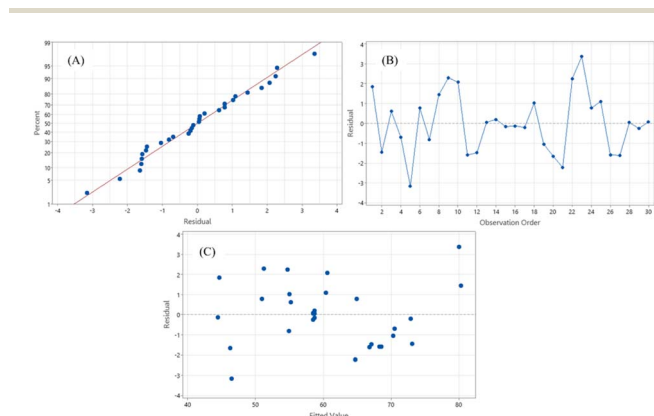 (A)
99
95
90
80
70
60
50
40
30
20
10
5
1
Percent
-4 -3 -2 -1 0 1 2 3 4
Residual
(B)
4
3
2
1
0
-1
-2
-3
-4
Residual
2 4 6 8 10 12 14 16 18 20 22 24 26 28 30
Observation Order
(C)
4
3
2
1
0
-1
-2
-3
-4
Residual
40 50 60 70 80
Fitted Value